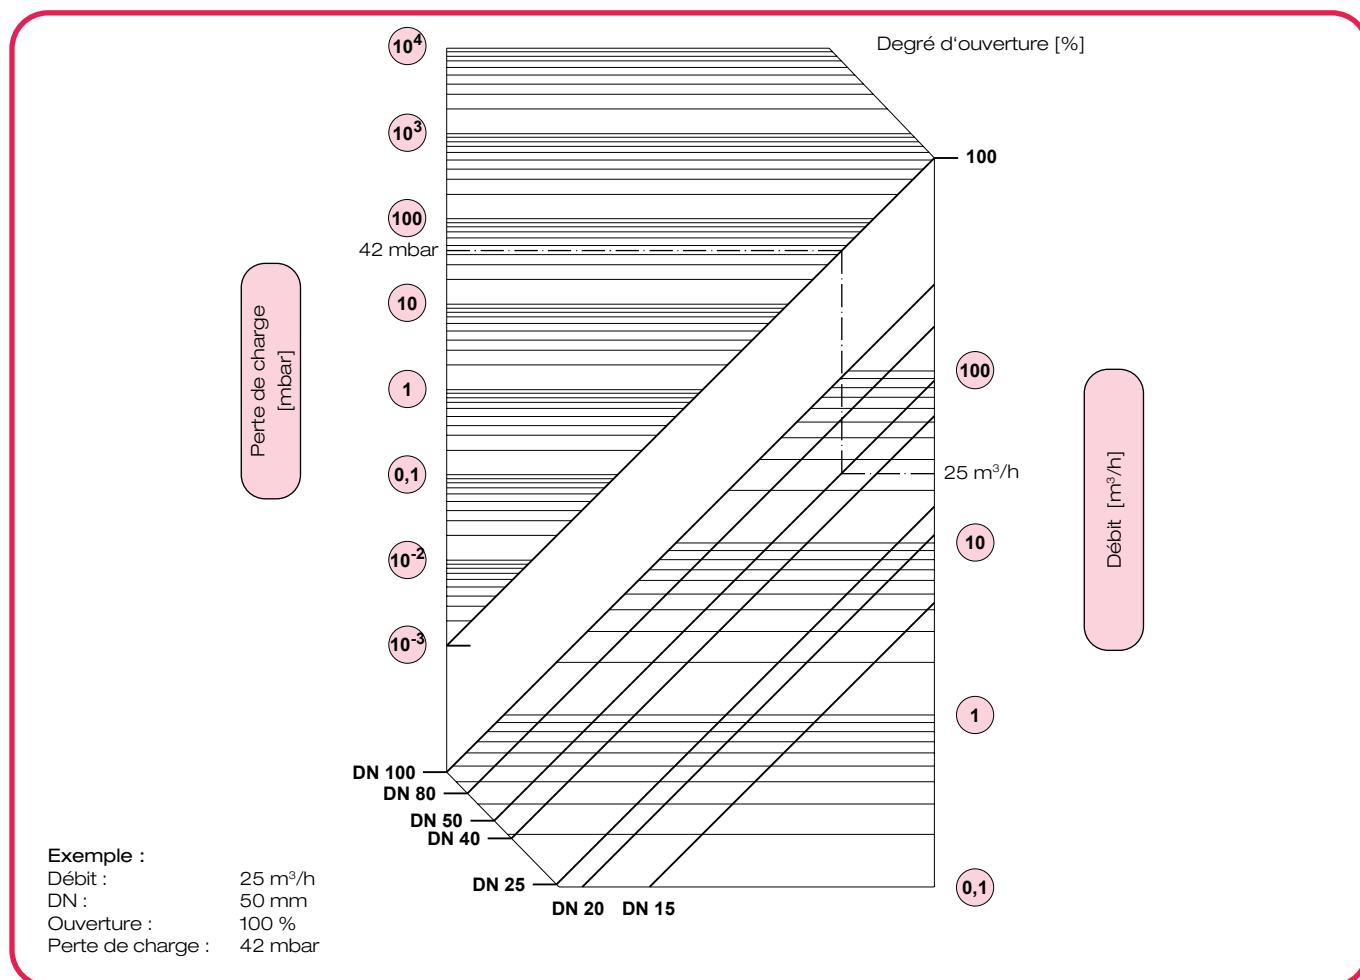 Degré d'ouverture [%]
10⁴
10³
100
42 mbar
10
1
0,1
10⁻²
10⁻³
Perte de charge
[mbar]
100
100
25 m³/h
10
1
0,1
Débit [m³/h]
DN 100
DN 80
DN 50
DN 40
DN 25
DN 20
DN 15
Exemple :
Débit : 25 m³/h
DN : 50 mm
Ouverture : 100 %
Perte de charge : 42 mbar